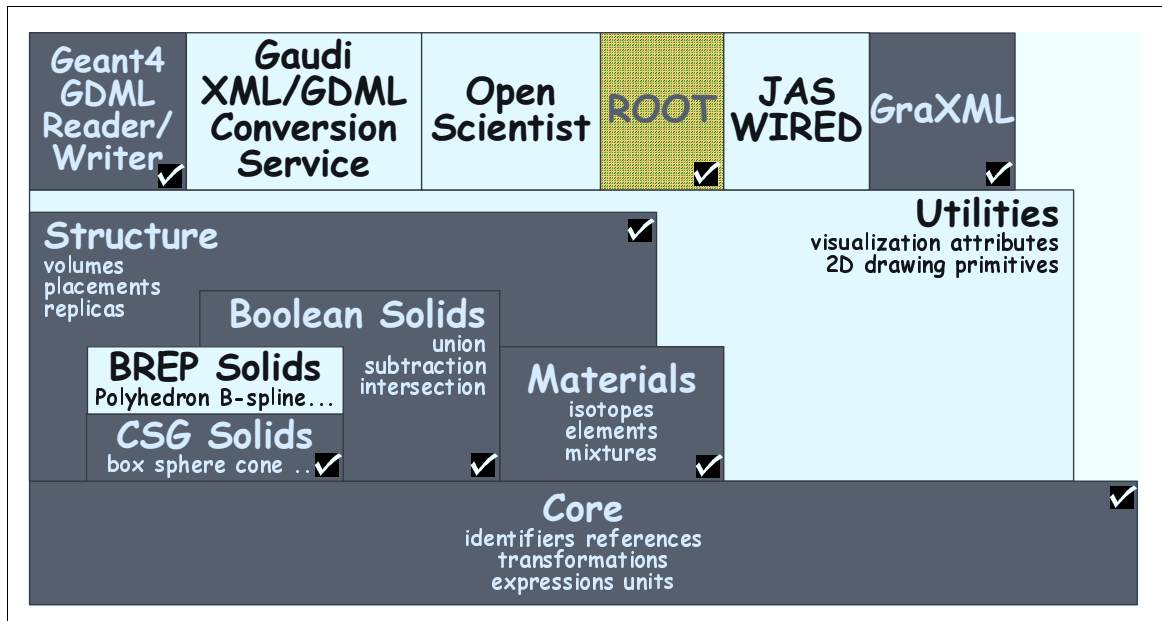 Geant4
GDML
Reader/
Writer
Gaudi
XML/GDML
Conversion
Service
Open
Scientist
ROOT
JAS
WIRED
GraXML
Utilities
visualization attributes
2D drawing primitives
Structure
volumes
placements
replicas
Boolean Solids
union
subtraction
intersection
BREP Solids
Polyhedron B-spline...
CSG Solids
box sphere cone ..
Materials
isotopes
elements
mixtures
Core
identifiers references
transformations
expressions units